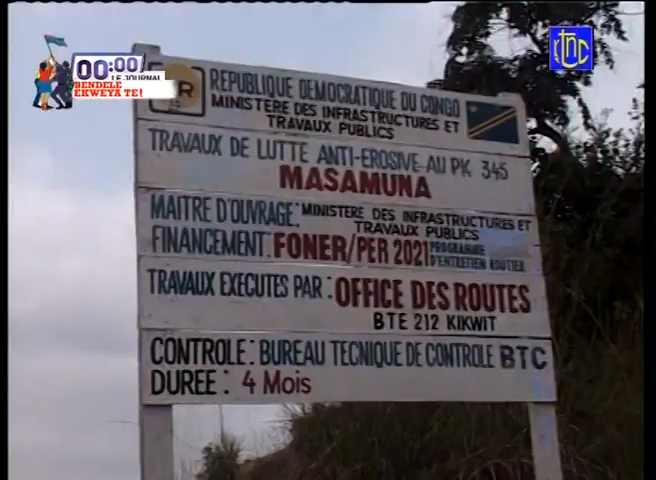 rtnc
00:00
LE JOURNAL
BENDELE
EKWEYA TE!
R
REPUBLIQUE DEMOCRATIQUE DU CONGO
MINISTERE DES INFRASTRUCTURES ET
TRAVAUX PUBLICS
TRAVAUX DE LUTTE ANTI-EROSIVE AU PK 345
MASAMUNA
MAITRE D'OUVRAGE: MINISTERE DES INFRASTRUCTURES ET
TRAVAUX PUBLICS
FINANCEMENT: FONER/PER 2021 PROGRAMME
D'ENTRETIEN ROUTIER
TRAVAUX EXECUTES PAR: OFFICE DES ROUTES
BTE 212 KIKWIT
CONTROLE: BUREAU TECHNIQUE DE CONTROLE BTC
DUREE: 4 Mois